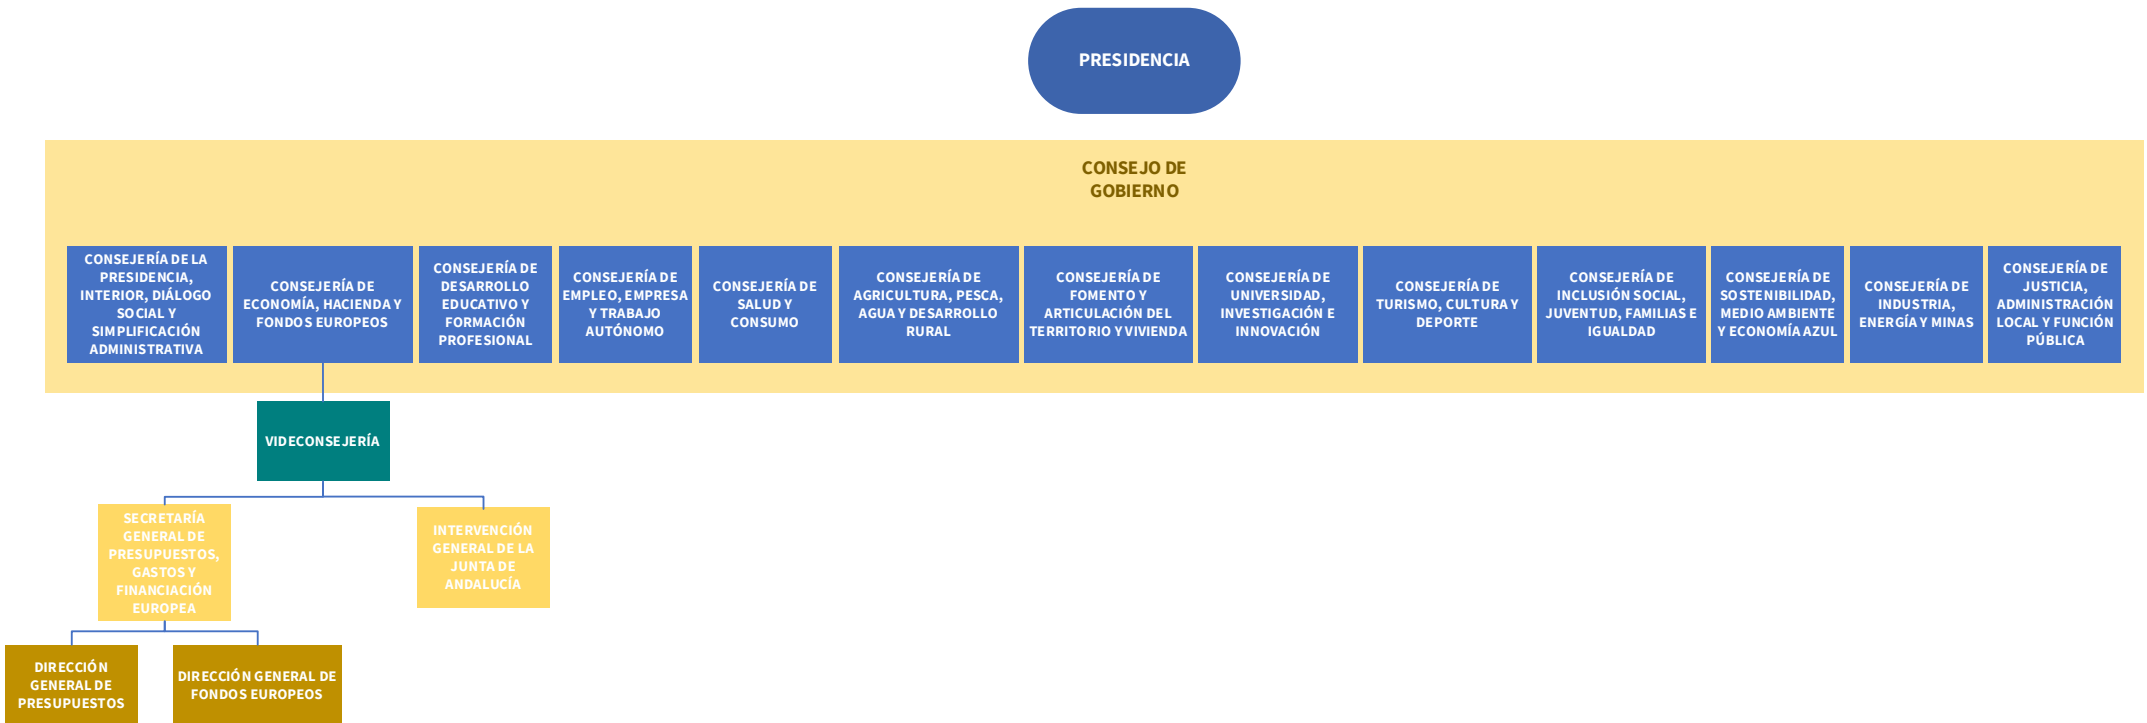 PRESIDENCIA
CONSEJO DE
GOBIERNO
CONSEJERÍA DE LA
PRESIDENCIA,
INTERIOR, DIÁLOGO
SOCIAL Y
SIMPLIFICACIÓN
ADMINISTRATIVA
CONSEJERÍA DE
ECONOMÍA, HACIENDA Y
FONDOS EUROPEOS
CONSEJERÍA DE
DESARROLLO
EDUCATIVO Y
FORMACIÓN
PROFESIONAL
CONSEJERÍA DE
EMPLEO, EMPRESA
Y TRABAJO
AUTÓNOMO
CONSEJERÍA DE
SALUD Y
CONSUMO
CONSEJERÍA DE
AGRICULTURA, PESCA,
AGUA Y DESARROLLO
RURAL
CONSEJERÍA DE
FOMENTO Y
ARTICULACIÓN DEL
TERRITORIO Y VIVIENDA
CONSEJERÍA DE
UNIVERSIDAD,
INVESTIGACIÓN E
INNOVACIÓN
CONSEJERÍA DE
TURISMO, CULTURA Y
DEPORTE
CONSEJERÍA DE
INCLUSIÓN SOCIAL,
JUVENTUD, FAMILIAS E
IGUALDAD
CONSEJERÍA DE
SOSTENIBILIDAD,
MEDIO AMBIENTE
Y ECONOMÍA AZUL
CONSEJERÍA DE
INDUSTRIA,
ENERGÍA Y MINAS
CONSEJERÍA DE
JUSTICIA,
ADMINISTRACIÓN
LOCAL Y FUNCIÓN
PÚBLICA
VIDECONSEJERÍA
SECRETARÍA
GENERAL DE
PRESUPUESTOS,
GASTOS Y
FINANCIACIÓN
EUROPEA
INTERVENCIÓN
GENERAL DE LA
JUNTA DE
ANDALUCÍA
DIRECCIÓN
GENERAL DE
PRESUPUESTOS
DIRECCIÓN GENERAL DE
FONDOS EUROPEOS